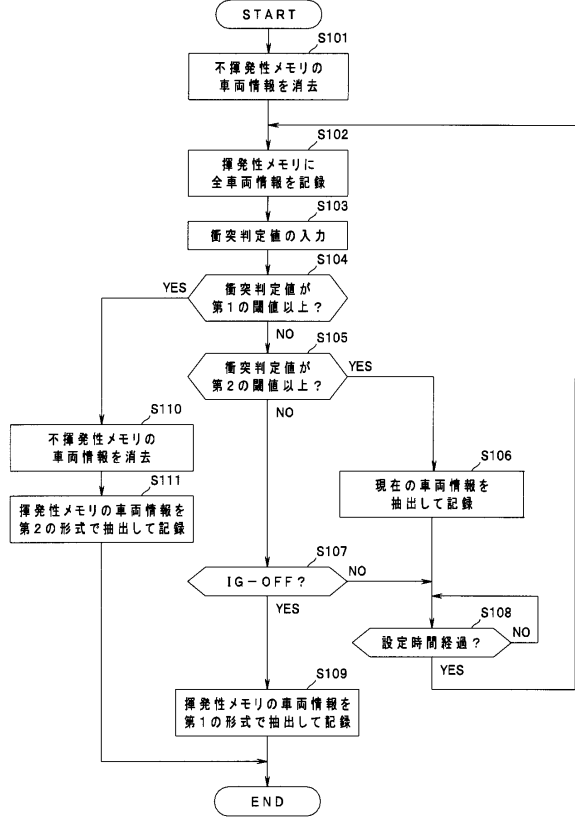 START
S101
不揮発性メモリの
車両情報を消去
S102
揮発性メモリに
全車両情報を記録
S103
衝突判定値の入力
S104
衝突判定値が
第1の閾値以上?
YES
NO
S105
衝突判定値が
第2の閾値以上?
YES
NO
S110
不揮発性メモリの
車両情報を消去
S111
揮発性メモリの車両情報を
第2の形式で抽出して記録
S106
現在の車両情報を
抽出して記録
S107
IG-OFF?
NO
YES
S108
設定時間経過?
NO
YES
S109
揮発性メモリの車両情報を
第1の形式で抽出して記録
END